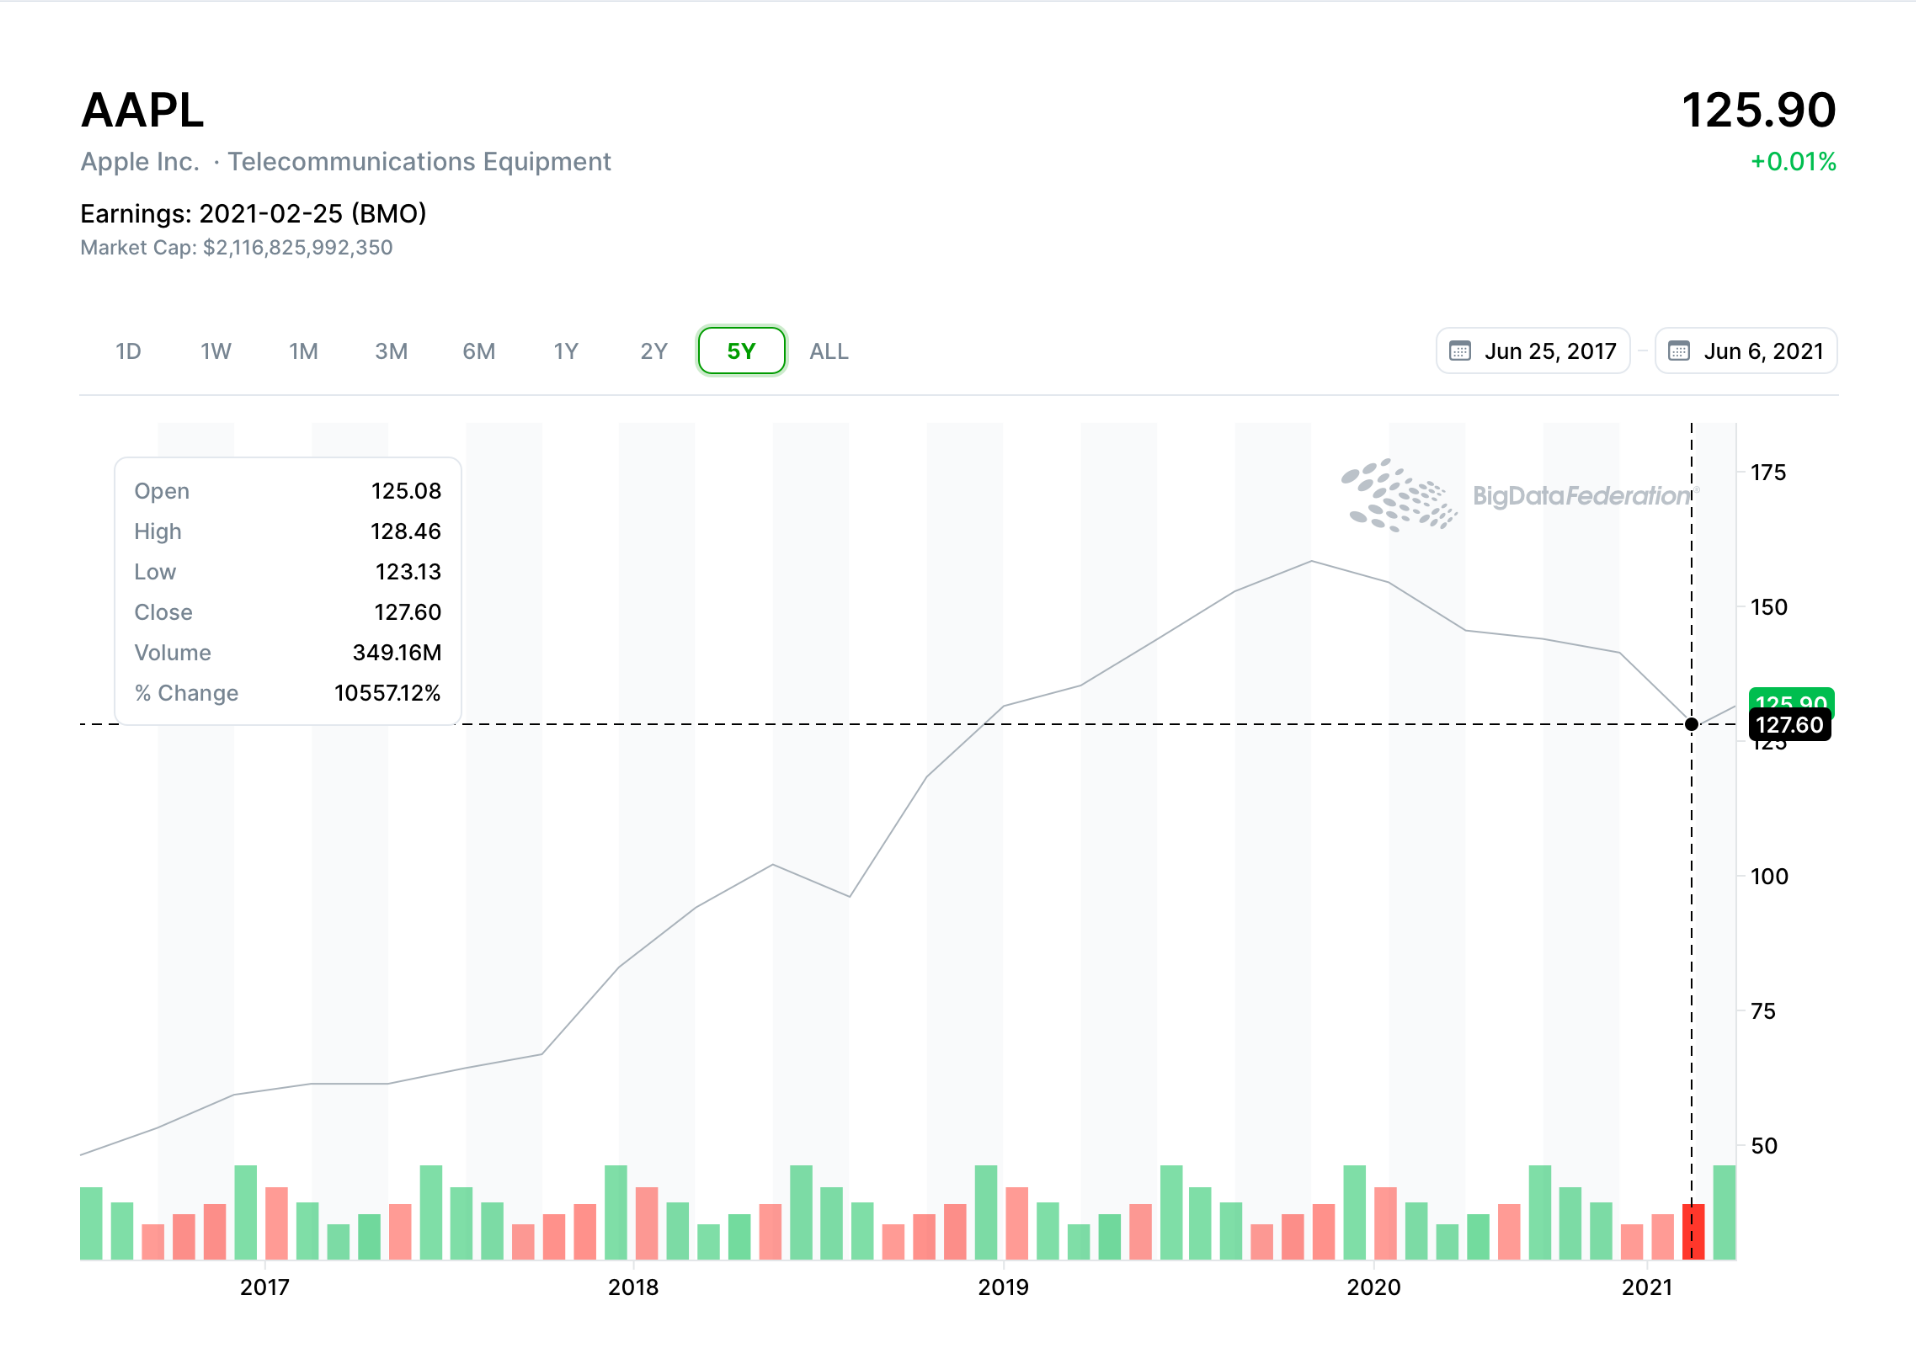 AAPL
125.90
Apple Inc. · Telecommunications Equipment
+0.01%
Earnings: 2021-02-25 (BMO)
Market Cap: $2,116,825,992,350
1D 1W 1M 3M 6M 1Y 2Y 5Y ALL
Jun 25, 2017 – Jun 6, 2021
BigDataFederation®
Open 125.08
High 128.46
Low 123.13
Close 127.60
Volume 349.16M
% Change 10557.12%
175
150
125.90
127.60
125
100
75
50
2017 2018 2019 2020 2021